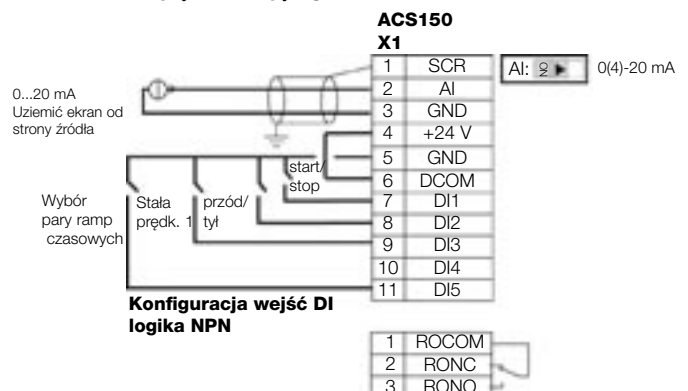 ACS150
X1
1 SCR
2 AI
3 GND
4 +24 V
5 GND
6 DCOM
7 DI1
8 DI2
9 DI3
10 DI4
11 DI5
AI:
0(4)-20 mA
0...20 mA
Uziemić ekran od
strony źródła
start/
stop
Wybór
pary ramp
czasowych
Stała
prędk. 1
przód/
tył
Konfiguracja wejść DI
logika NPN
1 ROCOM
2 RONC
3 RONO